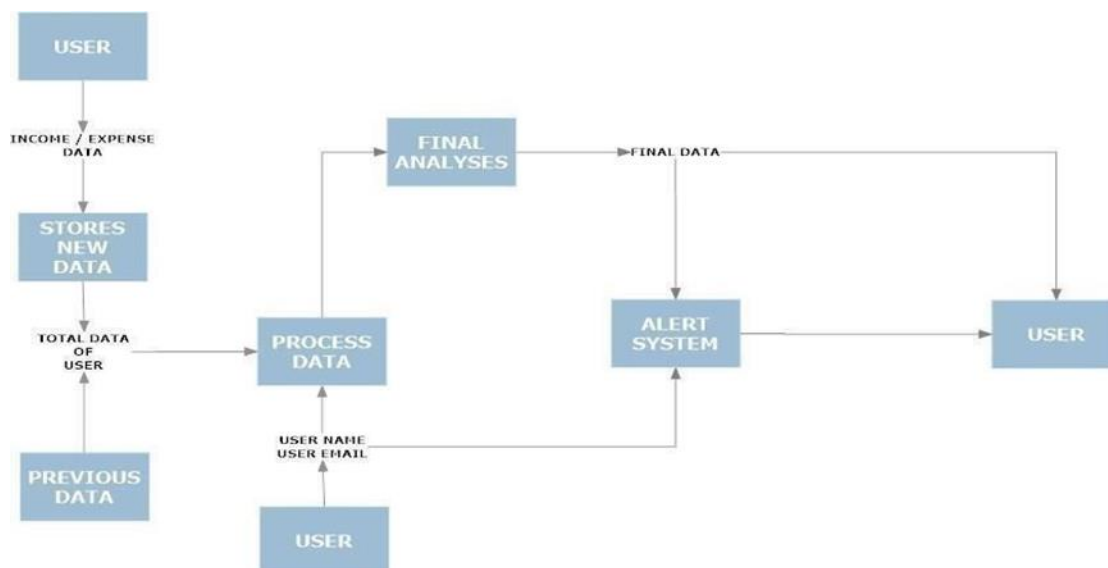 USER
INCOME / EXPENSE
DATA
STORES
NEW
DATA
TOTAL DATA
OF
USER
PREVIOUS
DATA
PROCESS
DATA
USER NAME
USER EMAIL
USER
FINAL
ANALYSES
FINAL DATA
ALERT
SYSTEM
USER